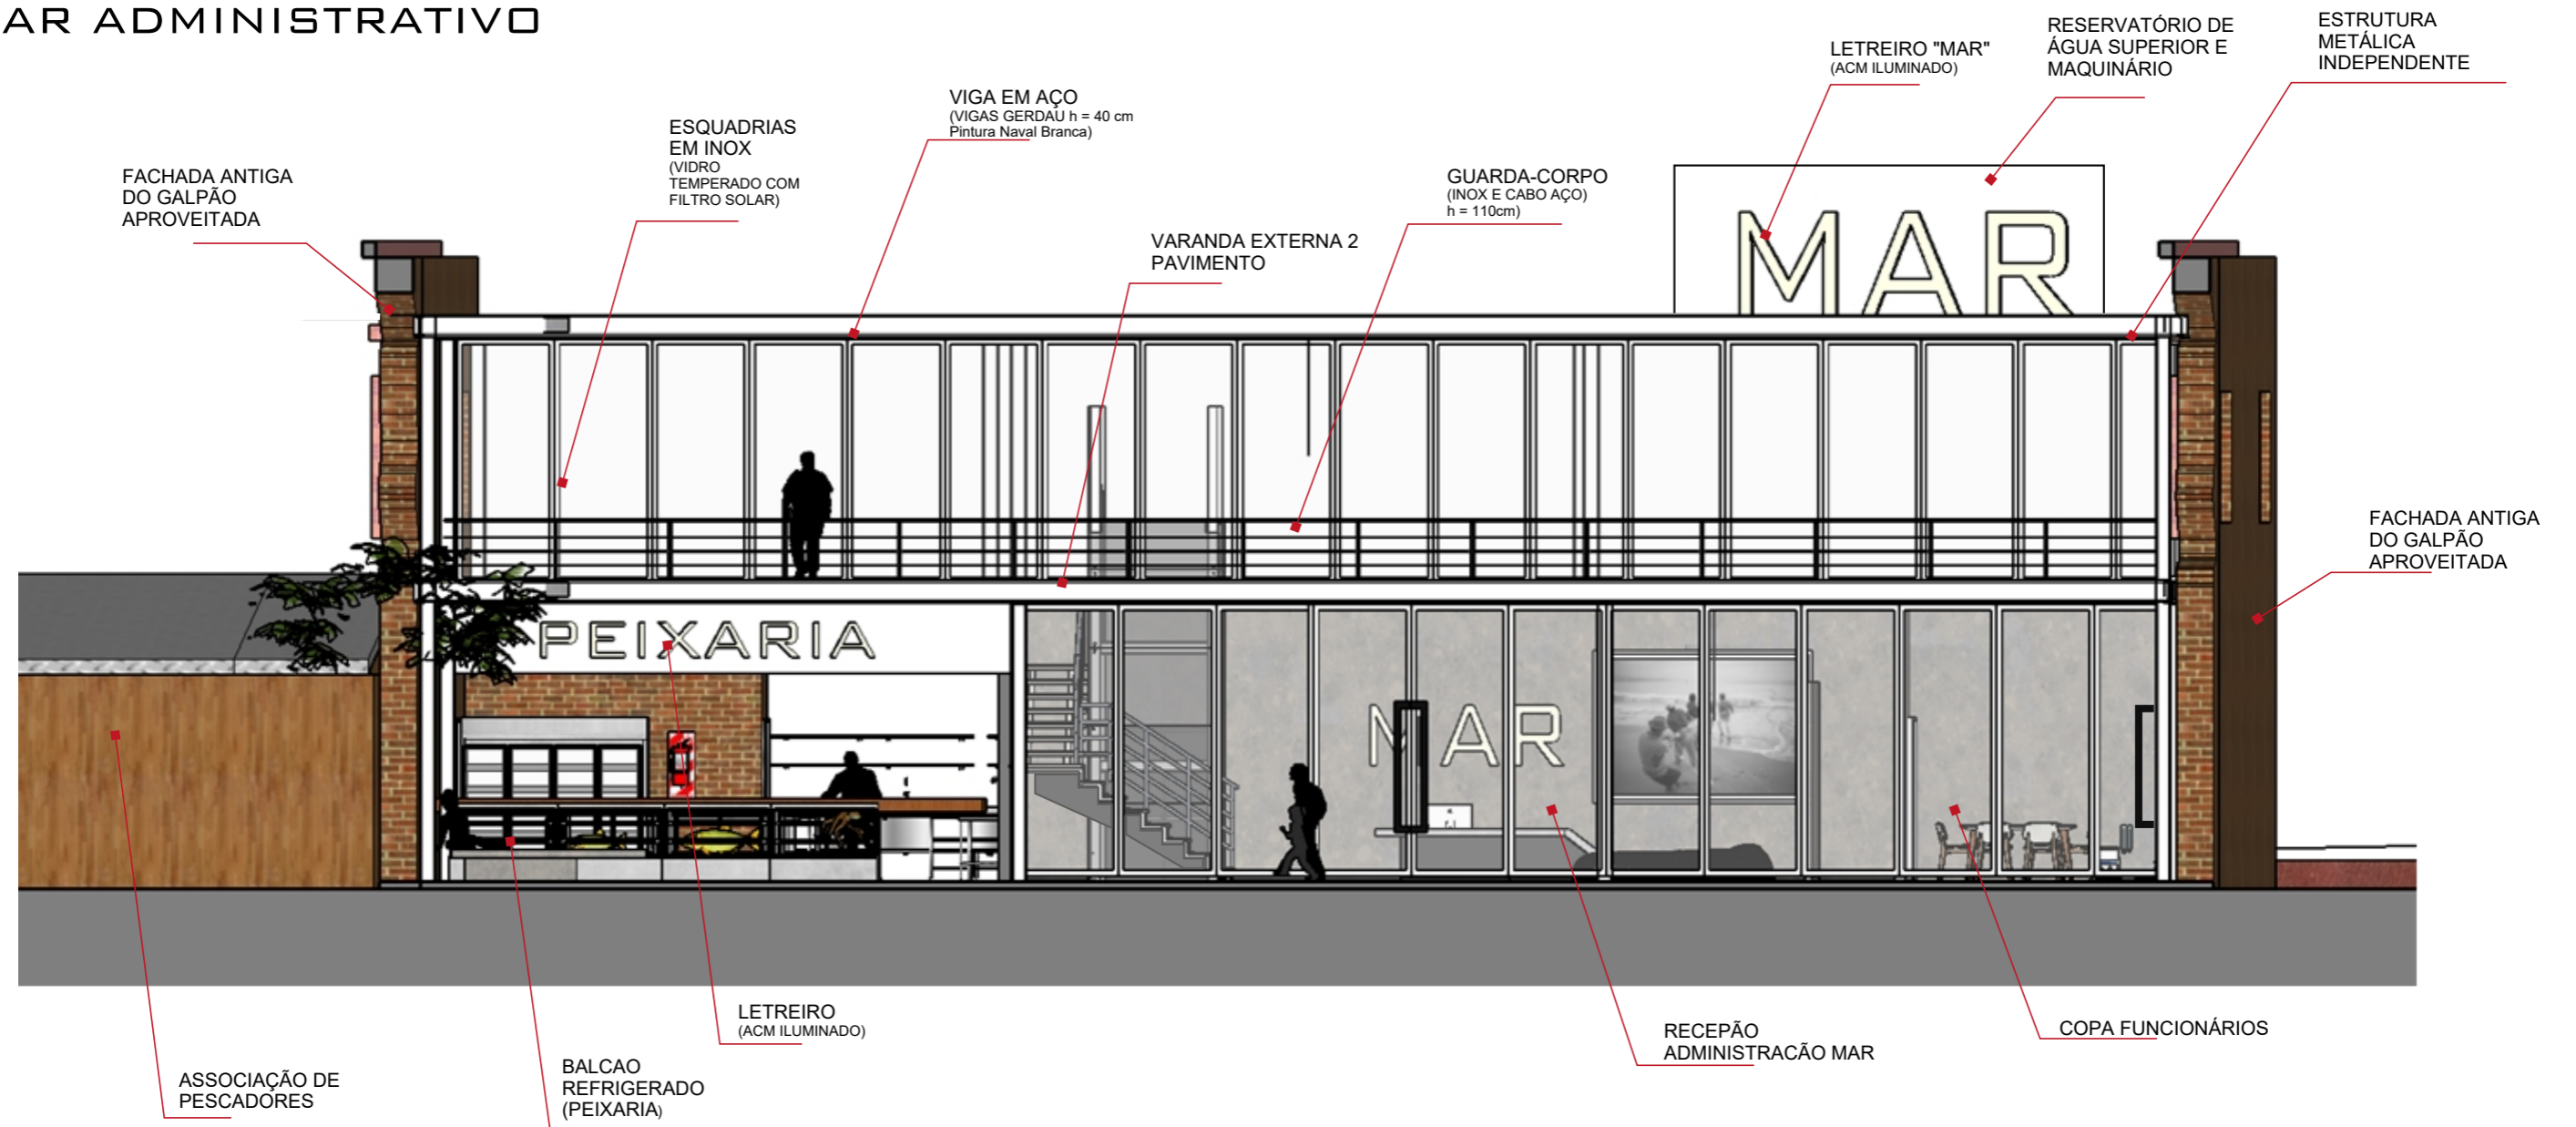 AR ADMINISTRATIVO
RESERVATÓRIO DE
ÁGUA SUPERIOR E
MAQUINÁRIO
ESTRUTURA
METÁLICA
INDEPENDENTE
LETREIRO "MAR"
(ACM ILUMINADO)
VIGA EM AÇO
(VIGAS GERDAU h = 40 cm
Pintura Naval Branca)
ESQUADRIAS
EM INOX
(VIDRO
TEMPERADO COM
FILTRO SOLAR)
FACHADA ANTIGA
DO GALPÃO
APROVEITADA
GUARDA-CORPO
(INOX E CABO AÇO)
h = 110cm)
VARANDA EXTERNA 2
PAVIMENTO
MAR
FACHADA ANTIGA
DO GALPÃO
APROVEITADA
PEIXARIA
MAR
LETREIRO
(ACM ILUMINADO)
RECEPÃO
ADMINISTRACÃO MAR
COPA FUNCIONÁRIOS
BALCAO
REFRIGERADO
(PEIXARIA)
ASSOCIAÇÃO DE
PESCADORES